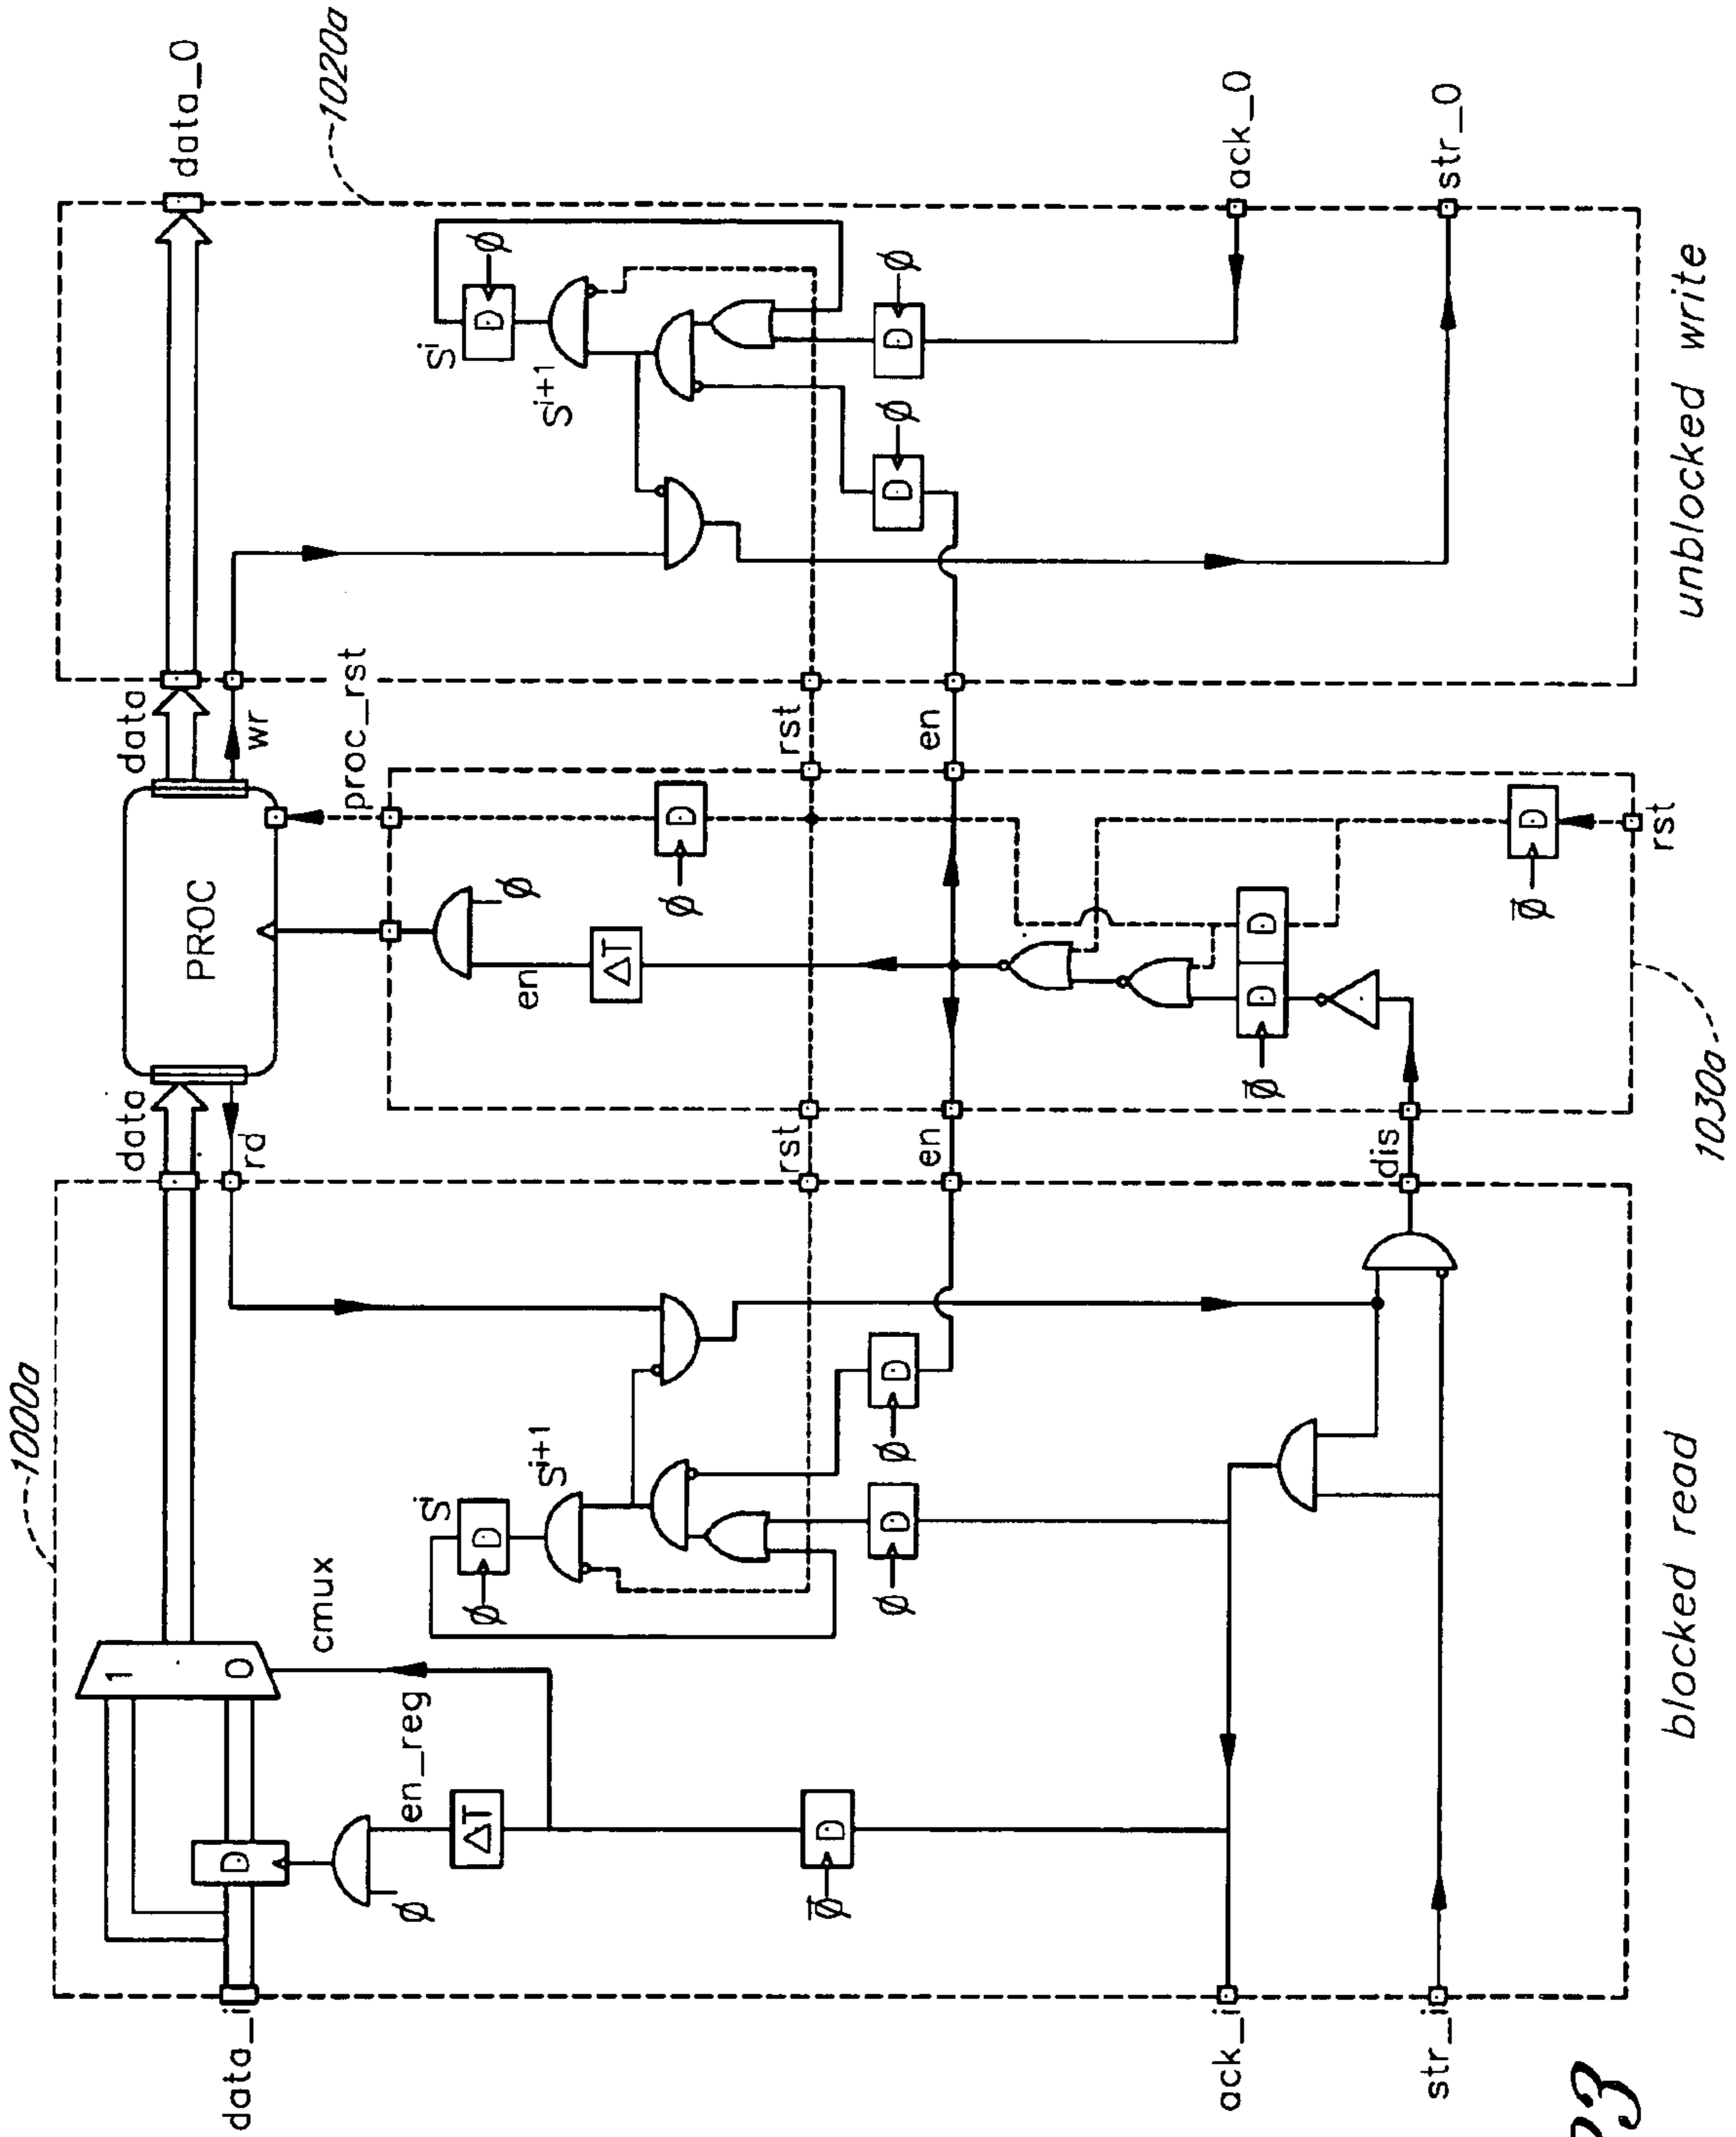 1020a
data_0
data
wr
proc_rst
D
ø
S^i
S^i+1
PROC
D
ø
ø
en
ΔT
rst
en
D
ø
D
ø
ack_0
str_0
unblocked write
D
D
ø̅
D
ø̅
rst
1030a
1000a
data
rd
1
0
cmux
D
ø
en_reg
ΔT
S^i
D
ø
S^i+1
rst
en
dis
D
ø
D
ø
D
ø̅
data_i
ack_i
str_i
blocked read